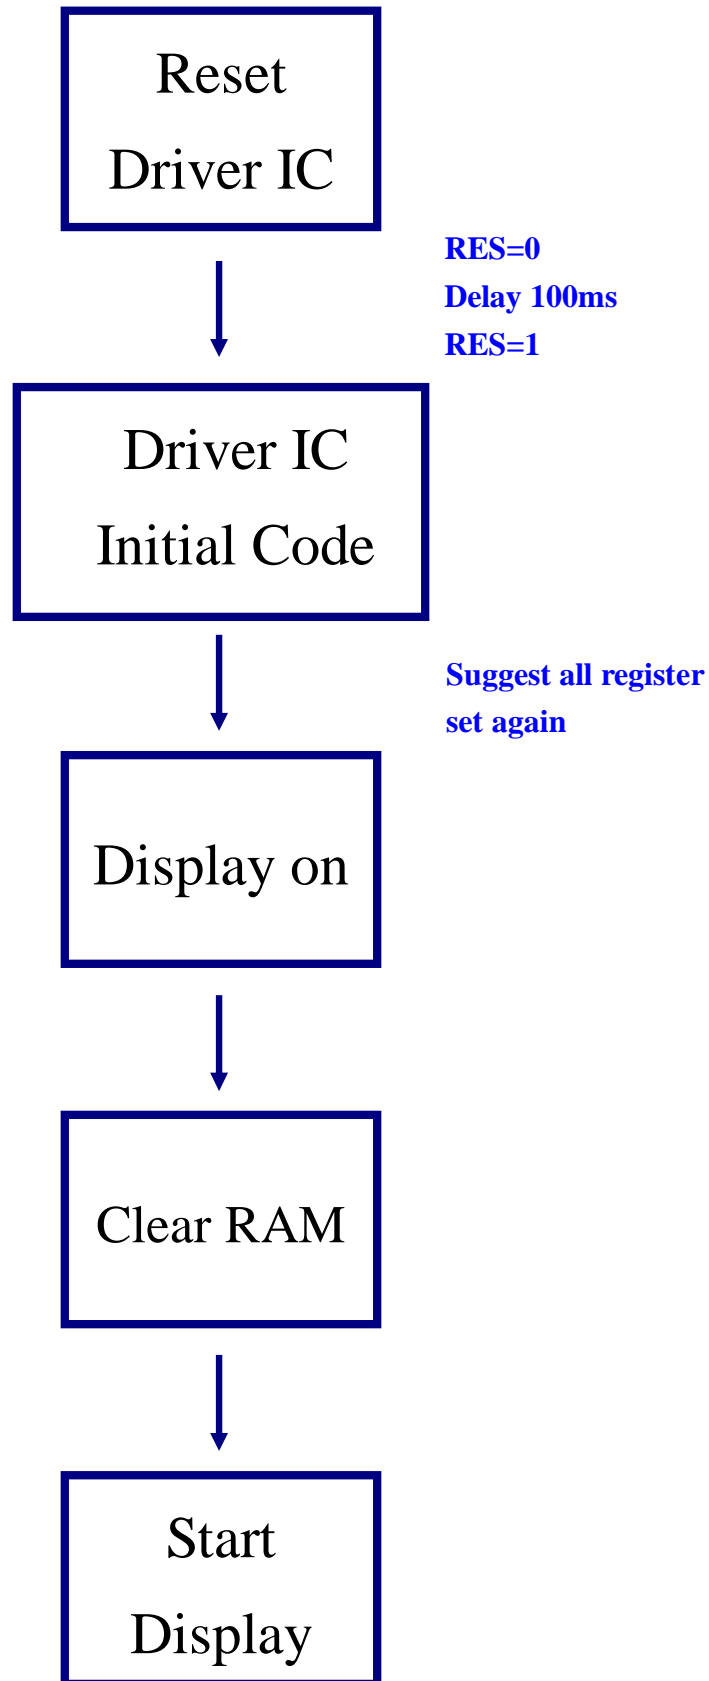 Reset
Driver IC
RES=0
Delay 100ms
RES=1
Driver IC
Initial Code
Suggest all register
set again
Display on
Clear RAM
Start
Display